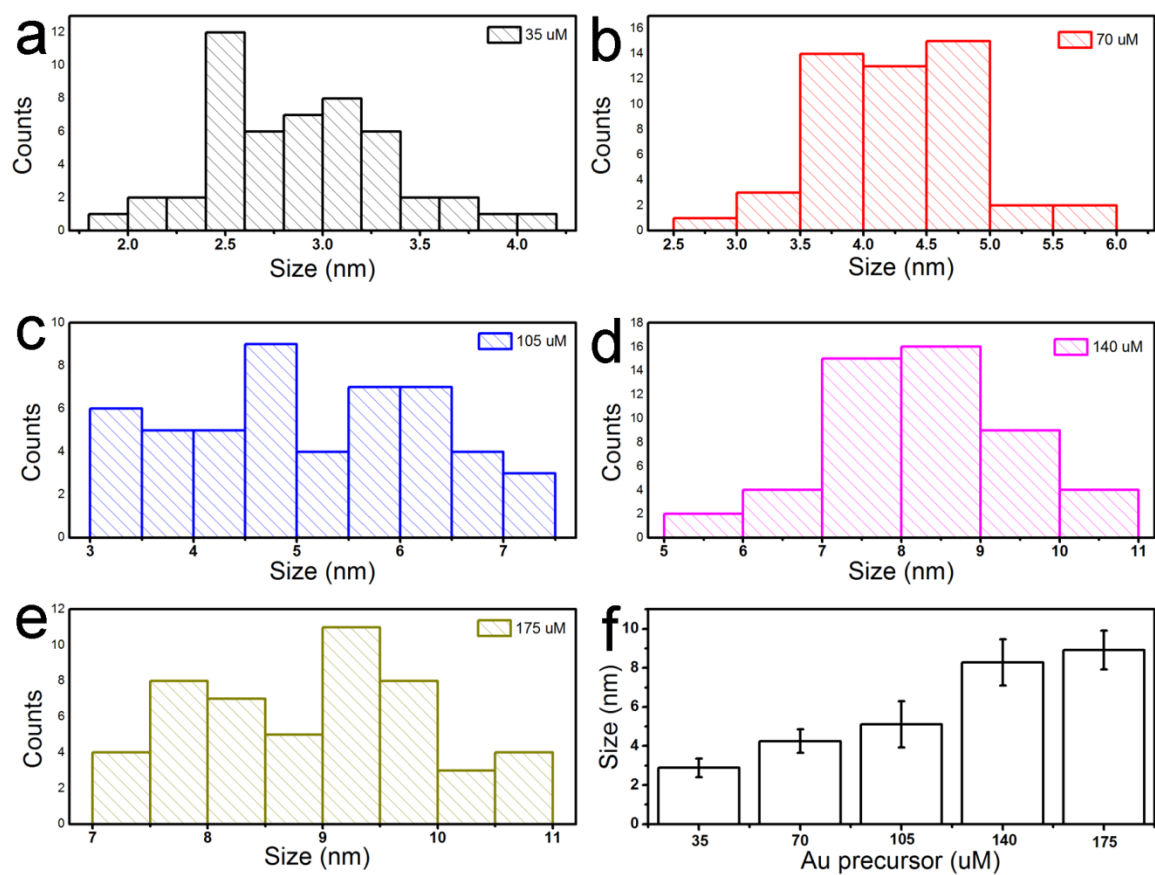 a
35 uM
12
10
8
6
4
2
0
Counts
2.0 2.5 3.0 3.5 4.0
Size (nm)
b
70 uM
16
14
12
10
8
6
4
2
0
Counts
2.5 3.0 3.5 4.0 4.5 5.0 5.5 6.0
Size (nm)
c
105 uM
10
8
6
4
2
0
Counts
3 4 5 6 7
Size (nm)
d
140 uM
18
16
14
12
10
8
6
4
2
0
Counts
5 6 7 8 9 10 11
Size (nm)
e
175 uM
12
10
8
6
4
2
0
Counts
7 8 9 10 11
Size (nm)
f
10
8
6
4
2
0
Size (nm)
35 70 105 140 175
Au precursor (uM)